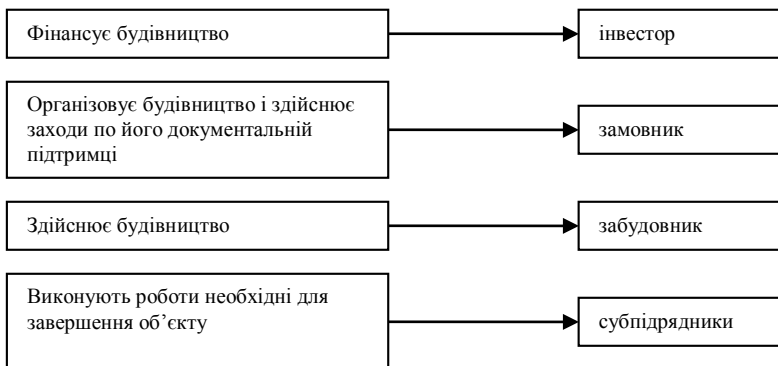 Фінансує будівництво
інвестор
Організовує будівництво і здійснює
заходи по його документальній
підтримці
замовник
Здійснює будівництво
забудовник
Виконують роботи необхідні для
завершення об’єкту
субпідрядники